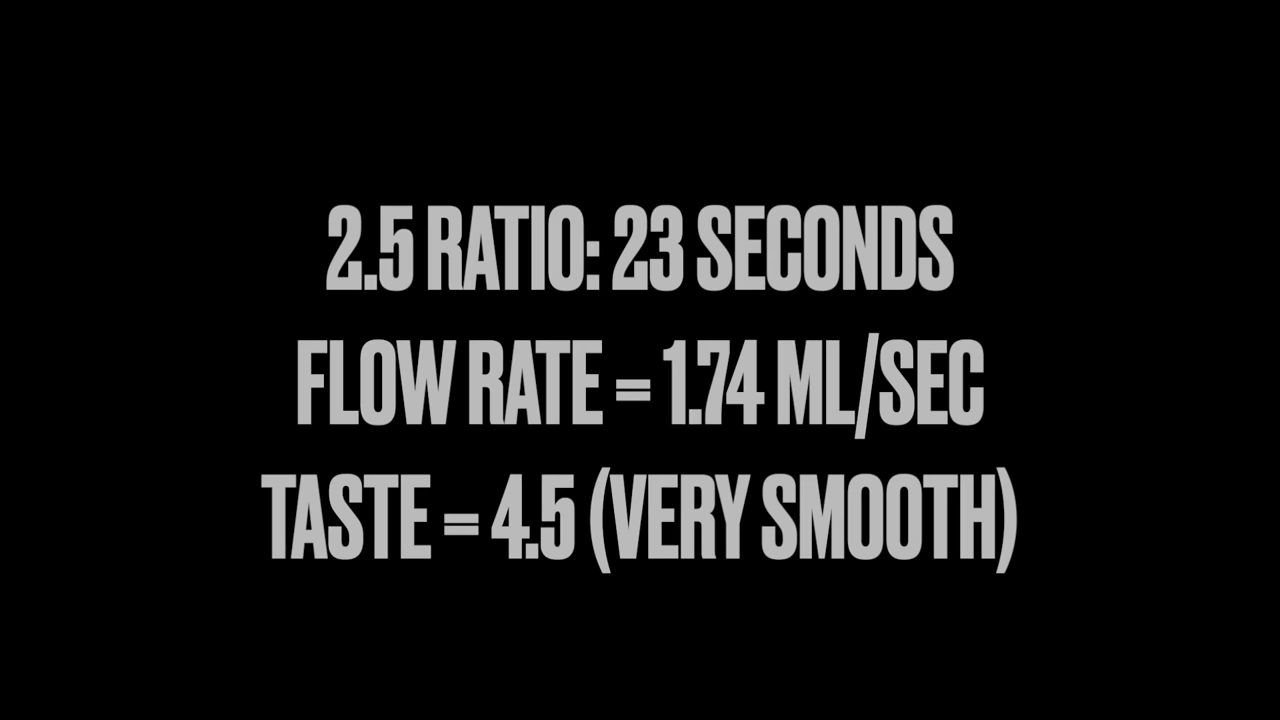 2.5 RATIO: 23 SECONDS
FLOW RATE = 1.74 ML/SEC
TASTE = 4.5 (VERY SMOOTH)